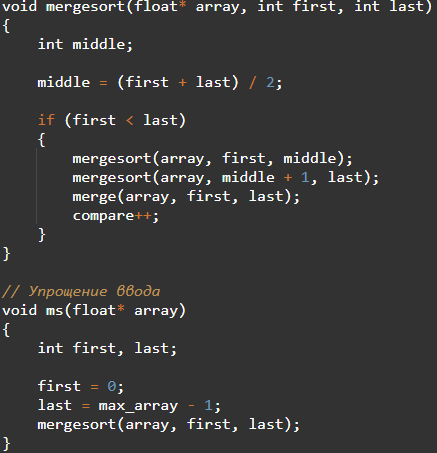 void mergesort(float* array, int first, int last)
{
    int middle;

    middle = (first + last) / 2;

    if (first < last)
    {
        mergesort(array, first, middle);
        mergesort(array, middle + 1, last);
        merge(array, first, last);
        compare++;
    }
}

// Упрощение ввода
void ms(float* array)
{
    int first, last;

    first = 0;
    last = max_array - 1;
    mergesort(array, first, last);
}